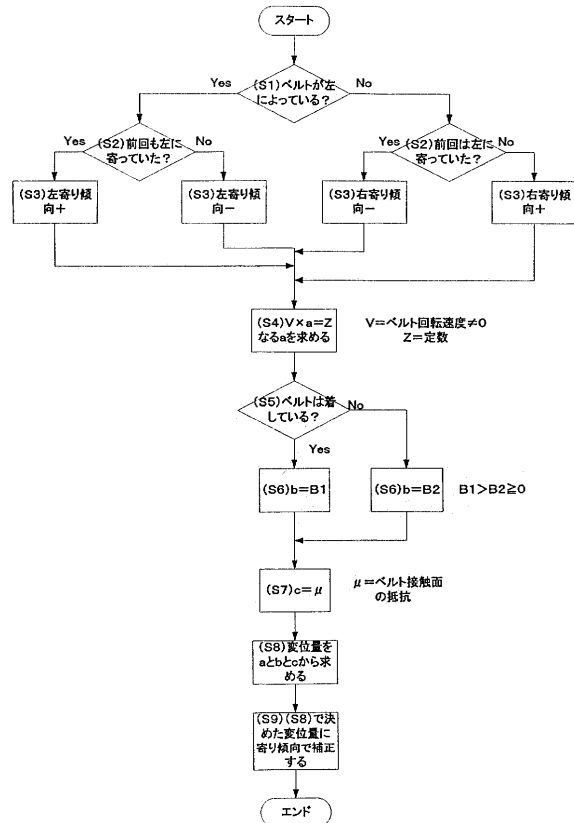 スタート
Yes
(S1)ベルトが左
によっている？
No
Yes
(S2)前回も左に
寄っていた？
No
Yes
(S2)前回は左に
寄っていた？
No
(S3)左寄り傾
向＋
(S3)左寄り傾
向－
(S3)右寄り傾
向－
(S3)右寄り傾
向＋
(S4)V×a＝Z
なるaを求める
V＝ベルト回転速度≠0
Z＝定数
(S5)ベルトは着
している？
No
Yes
(S6)b＝B1
(S6)b＝B2
B1＞B2≧0
(S7)c＝μ
μ＝ベルト接触面
の抵抗
(S8)変位量を
aとbとcから求
める
(S9)(S8)で決
めた変位量に
寄り傾向で補正
する
エンド